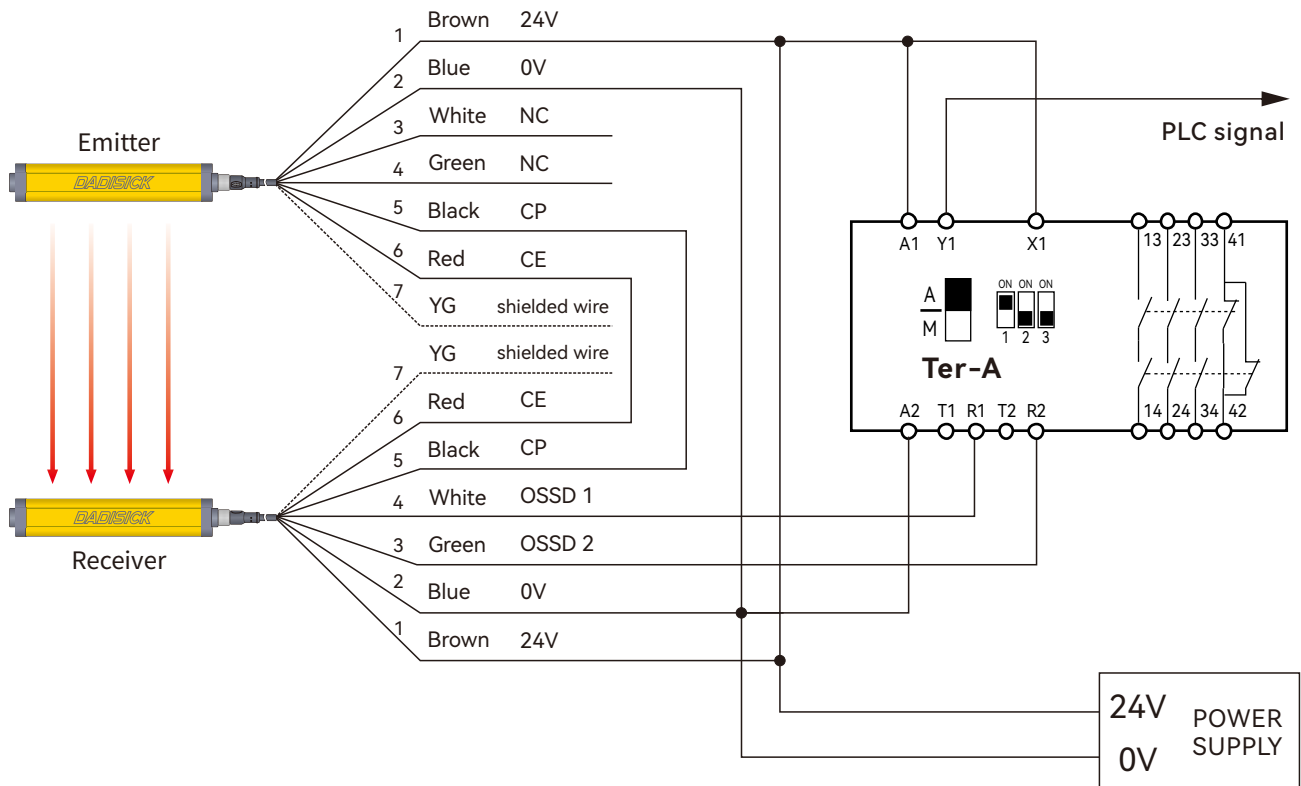 Emitter
DADISICK
1 Brown 24V
2 Blue 0V
3 White NC
4 Green NC
5 Black CP
6 Red CE
7 YG shielded wire
7 YG shielded wire
6 Red CE
5 Black CP
4 White OSSD 1
3 Green OSSD 2
2 Blue 0V
1 Brown 24V
DADISICK
Receiver
PLC signal
A1 Y1 X1 13 23 33 41
ON ON ON
A
M
1 2 3
Ter-A
A2 T1 R1 T2 R2 14 24 34 42
24V
0V
POWER
SUPPLY